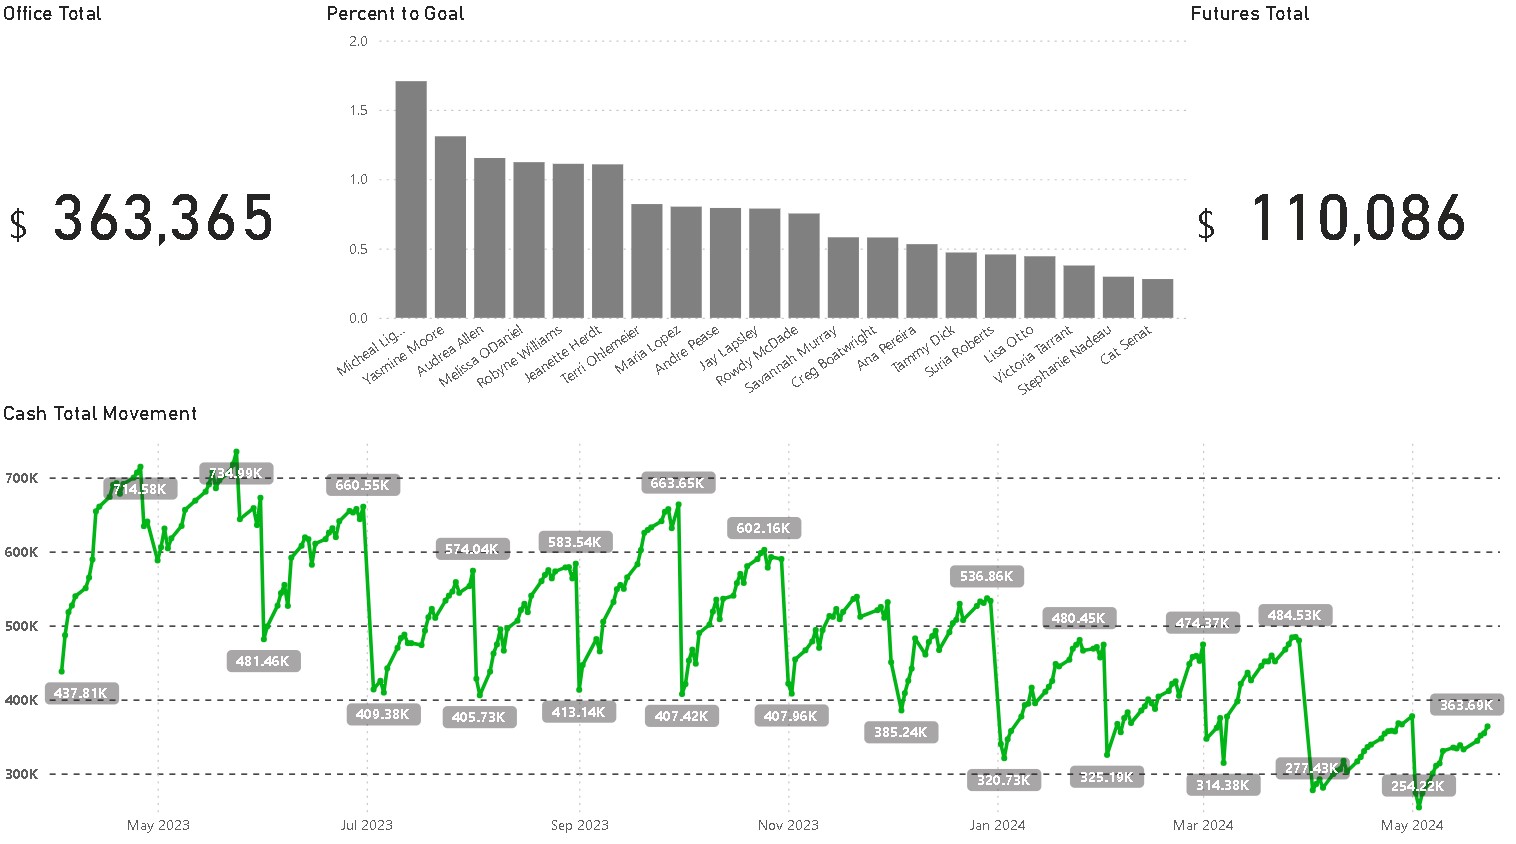 Office Total
Percent to Goal
Futures Total
2.0
1.5
1.0
0.5
0.0
$ 363,365
$ 110,086
Micheal Lig...
Yasmine Moore
Audrea Allen
Melissa ODaniel
Robyne Williams
Jeanette Herdt
Terri Ohlemeier
Maria Lopez
Andre Pease
Jay Lapsley
Rowdy McDade
Savannah Murray
Creg Boatwright
Ana Pereira
Tammy Dick
Suria Roberts
Lisa Otto
Victoria Tarrant
Stephanie Nadeau
Cat Senat
Cash Total Movement
700K
600K
500K
400K
300K
437.81K
714.58K
734.99K
481.46K
660.55K
409.38K
574.04K
405.73K
583.54K
413.14K
663.65K
407.42K
602.16K
407.96K
385.24K
536.86K
320.73K
480.45K
325.19K
474.37K
314.38K
484.53K
277.43K
254.22K
363.69K
May 2023
Jul 2023
Sep 2023
Nov 2023
Jan 2024
Mar 2024
May 2024